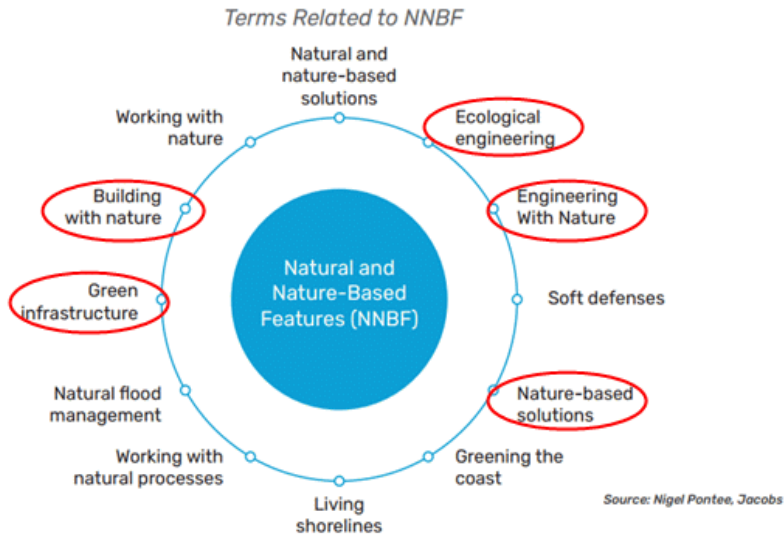 Terms Related to NNBF
Natural and
nature-based
solutions
Ecological
engineering
Engineering
With Nature
Soft defenses
Nature-based
solutions
Greening the
coast
Living
shorelines
Working with
natural processes
Natural flood
management
Green
infrastructure
Building
with nature
Working with
nature
Natural and
Nature-Based
Features (NNBF)
Source: Nigel Pontee, Jacobs